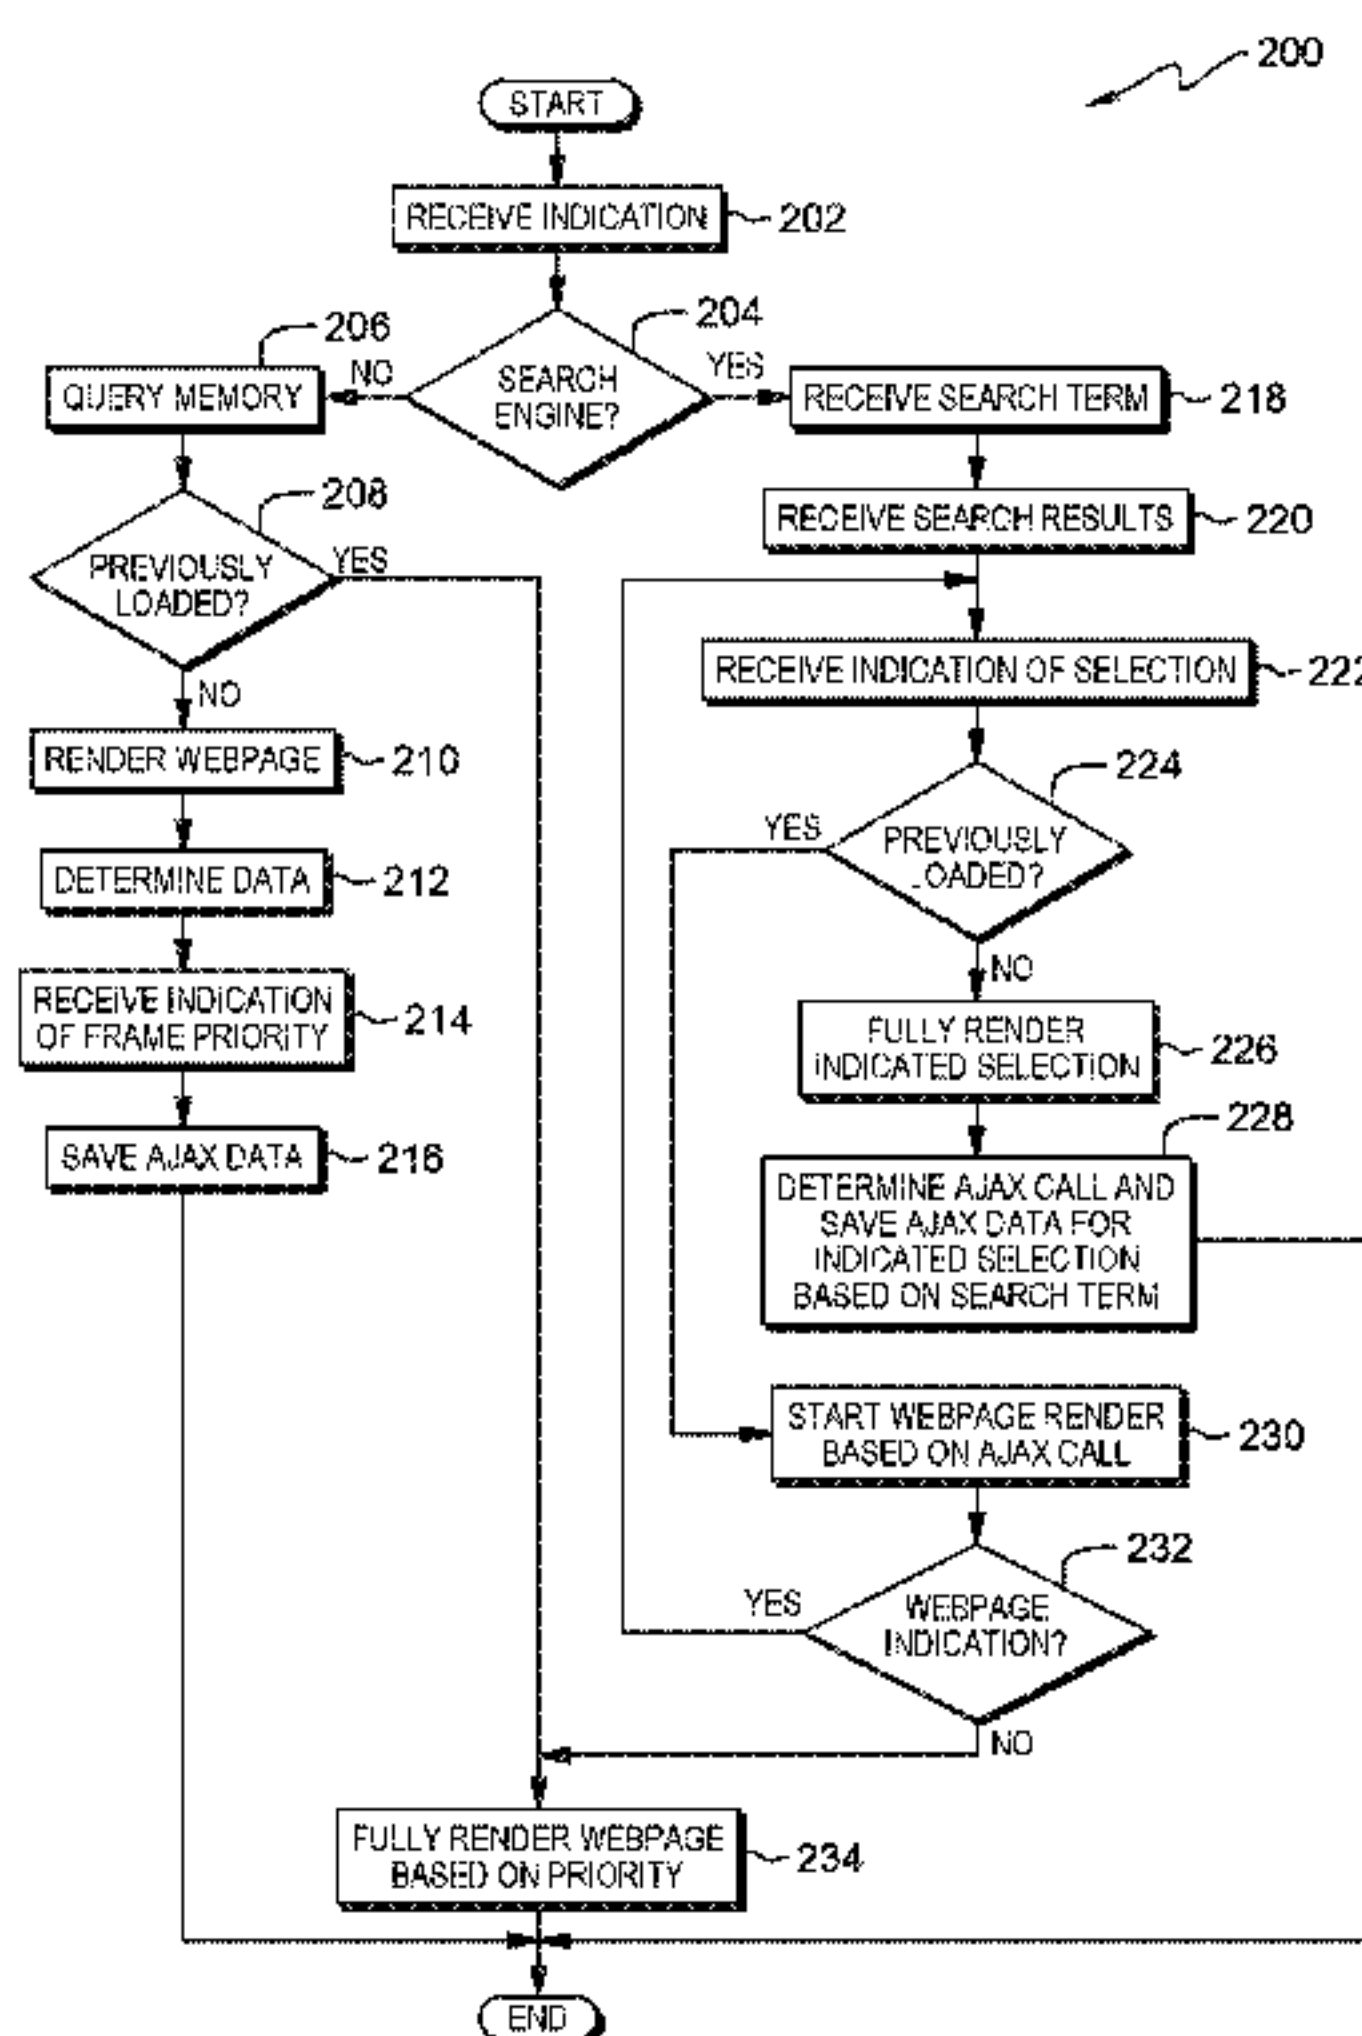 200
START
RECEIVE INDICATION
202
204
SEARCH
ENGINE?
NO
YES
206
QUERY MEMORY
RECEIVE SEARCH TERM
218
208
PREVIOUSLY
LOADED?
YES
NO
RECEIVE SEARCH RESULTS
220
RECEIVE INDICATION OF SELECTION
222
RENDER WEBPAGE
210
224
PREVIOUSLY
LOADED?
YES
NO
DETERMINE DATA
212
RECEIVE INDICATION
OF FRAME PRIORITY
214
FULLY RENDER
INDICATED SELECTION
226
SAVE AJAX DATA
216
228
DETERMINE AJAX CALL AND
SAVE AJAX DATA FOR
INDICATED SELECTION
BASED ON SEARCH TERM
START WEBPAGE RENDER
BASED ON AJAX CALL
230
232
WEBPAGE
INDICATION?
YES
NO
FULLY RENDER WEBPAGE
BASED ON PRIORITY
234
END